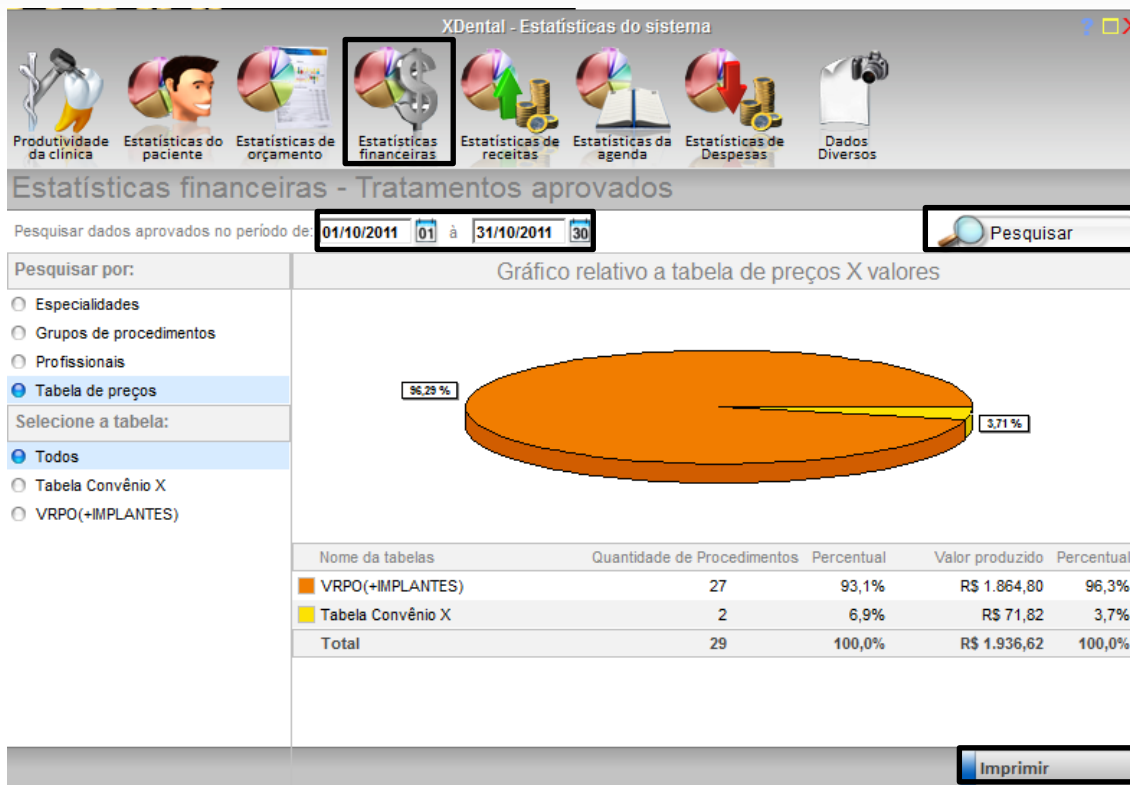 XDental - Estatísticas do sistema
?
Produtividade da clínica
Estatísticas do paciente
Estatísticas de orçamento
Estatísticas financeiras
Estatísticas de receitas
Estatísticas da agenda
Estatísticas de Despesas
Dados Diversos
Estatísticas financeiras - Tratamentos aprovados
Pesquisar dados aprovados no período de: 01/10/2011 01 à 31/10/2011 30 Pesquisar
Pesquisar por:
Gráfico relativo a tabela de preços X valores
Especialidades
Grupos de procedimentos
Profissionais
Tabela de preços
Selecione a tabela:
Todos
Tabela Convênio X
VRPO(+IMPLANTES)
96,29 %
3,71 %
Nome da tabelas Quantidade de Procedimentos Percentual Valor produzido Percentual
VRPO(+IMPLANTES) 27 93,1% R$ 1.864,80 96,3%
Tabela Convênio X 2 6,9% R$ 71,82 3,7%
Total 29 100,0% R$ 1.936,62 100,0%
Imprimir